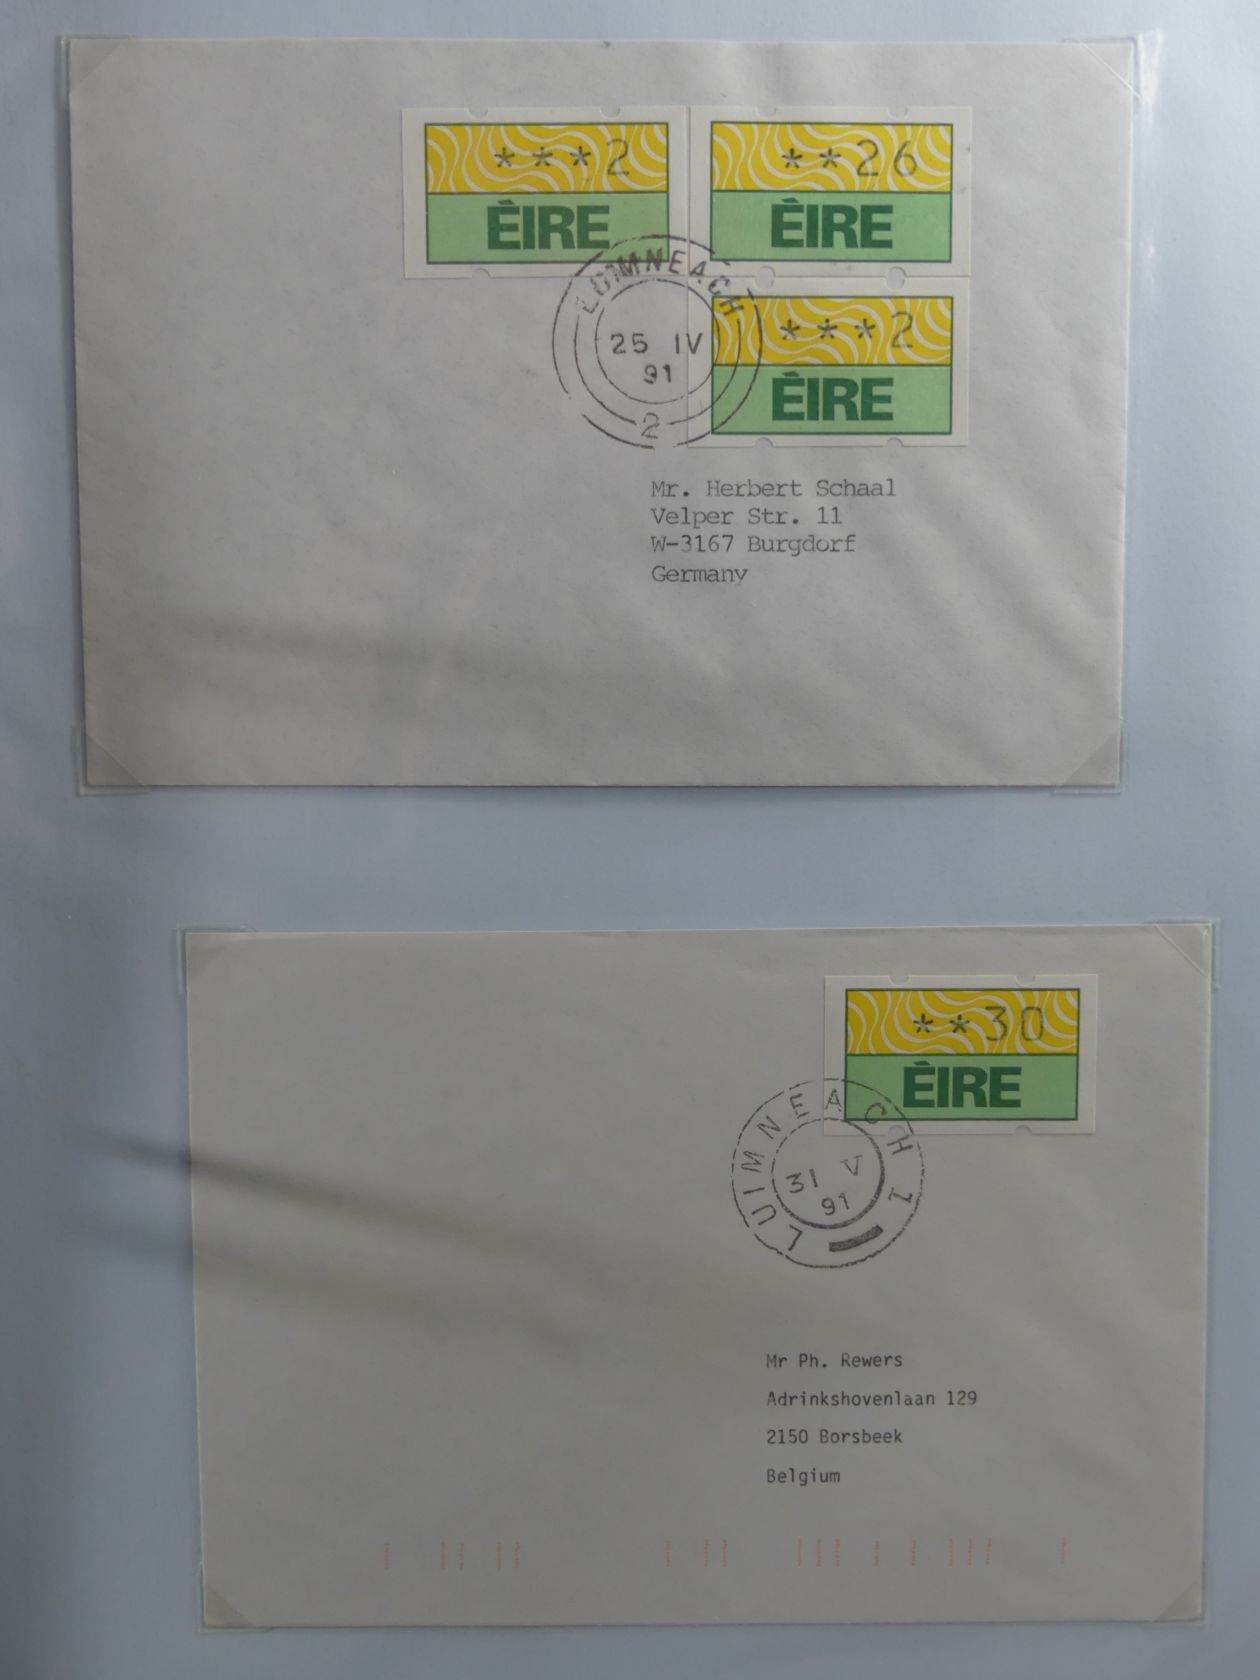 ***2
**26
ÈIRE
ÈIRE
LUIMNEACH
***2
25 IV
91
ÈIRE
2
Mr. Herbert Schaal
Velper Str. 11
W-3167 Burgdorf
Germany
**30
ÈIRE
LUIMNEACH 1
31 V
91
Mr Ph. Rewers
Adrinkshovenlaan 129
2150 Borsbeek
Belgium